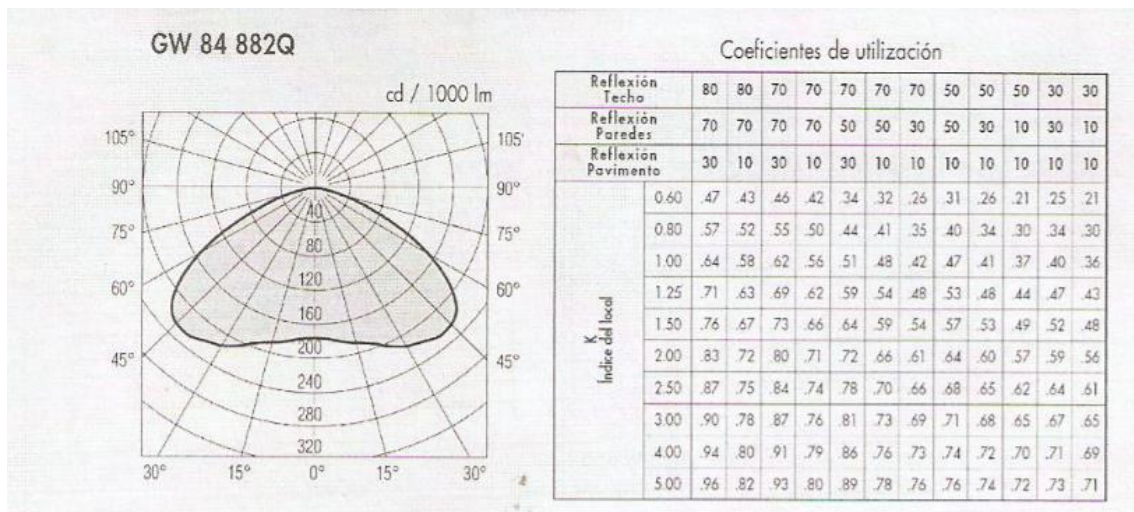 GW 84 882Q
cd / 1000 lm
105° 105°
90° 90°
75° 75°
60° 60°
45° 45°
40
80
120
160
200
240
280
320
30° 15° 0° 15° 30°
Coeficientes de utilización
Reflexión Techo 80 80 70 70 70 70 70 50 50 50 30 30
Reflexión Paredes 70 70 70 70 50 50 30 50 30 10 30 10
Reflexión Pavimento 30 10 30 10 30 10 10 10 10 10 10 10
K
Índice del local
0.60 .47 .43 .46 .42 .34 .32 .26 .31 .26 .21 .25 .21
0.80 .57 .52 .55 .50 .44 .41 .35 .40 .34 .30 .34 .30
1.00 .64 .58 .62 .56 .51 .48 .42 .47 .41 .37 .40 .36
1.25 .71 .63 .69 .62 .59 .54 .48 .53 .48 .44 .47 .43
1.50 .76 .67 .73 .66 .64 .59 .54 .57 .53 .49 .52 .48
2.00 .83 .72 .80 .71 .72 .66 .61 .64 .60 .57 .59 .56
2.50 .87 .75 .84 .74 .78 .70 .66 .68 .65 .62 .64 .61
3.00 .90 .78 .87 .76 .81 .73 .69 .71 .68 .65 .67 .65
4.00 .94 .80 .91 .79 .86 .76 .73 .74 .72 .70 .71 .69
5.00 .96 .82 .93 .80 .89 .78 .76 .76 .74 .72 .73 .71